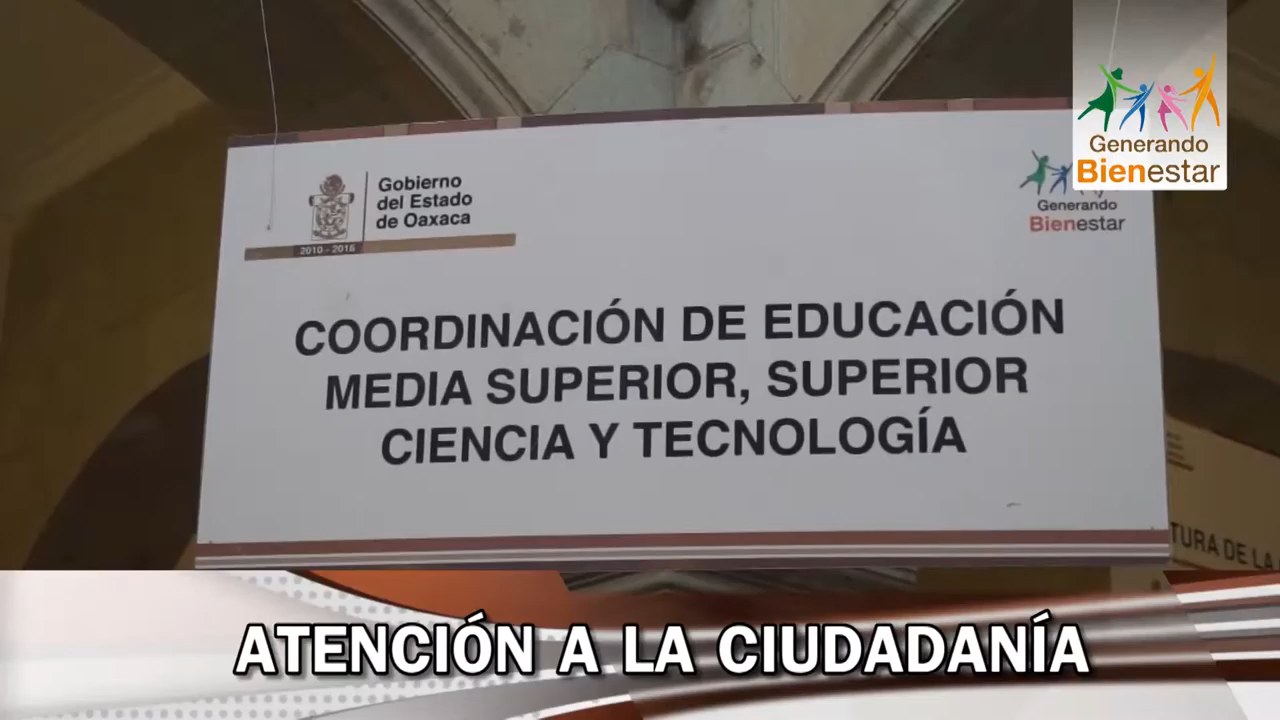 Generando
Bienestar
Gobierno
del Estado
de Oaxaca
2010 - 2016
Generando
Bienestar
COORDINACIÓN DE EDUCACIÓN
MEDIA SUPERIOR, SUPERIOR
CIENCIA Y TECNOLOGÍA
TURA DE LA
ATENCIÓN A LA CIUDADANÍA